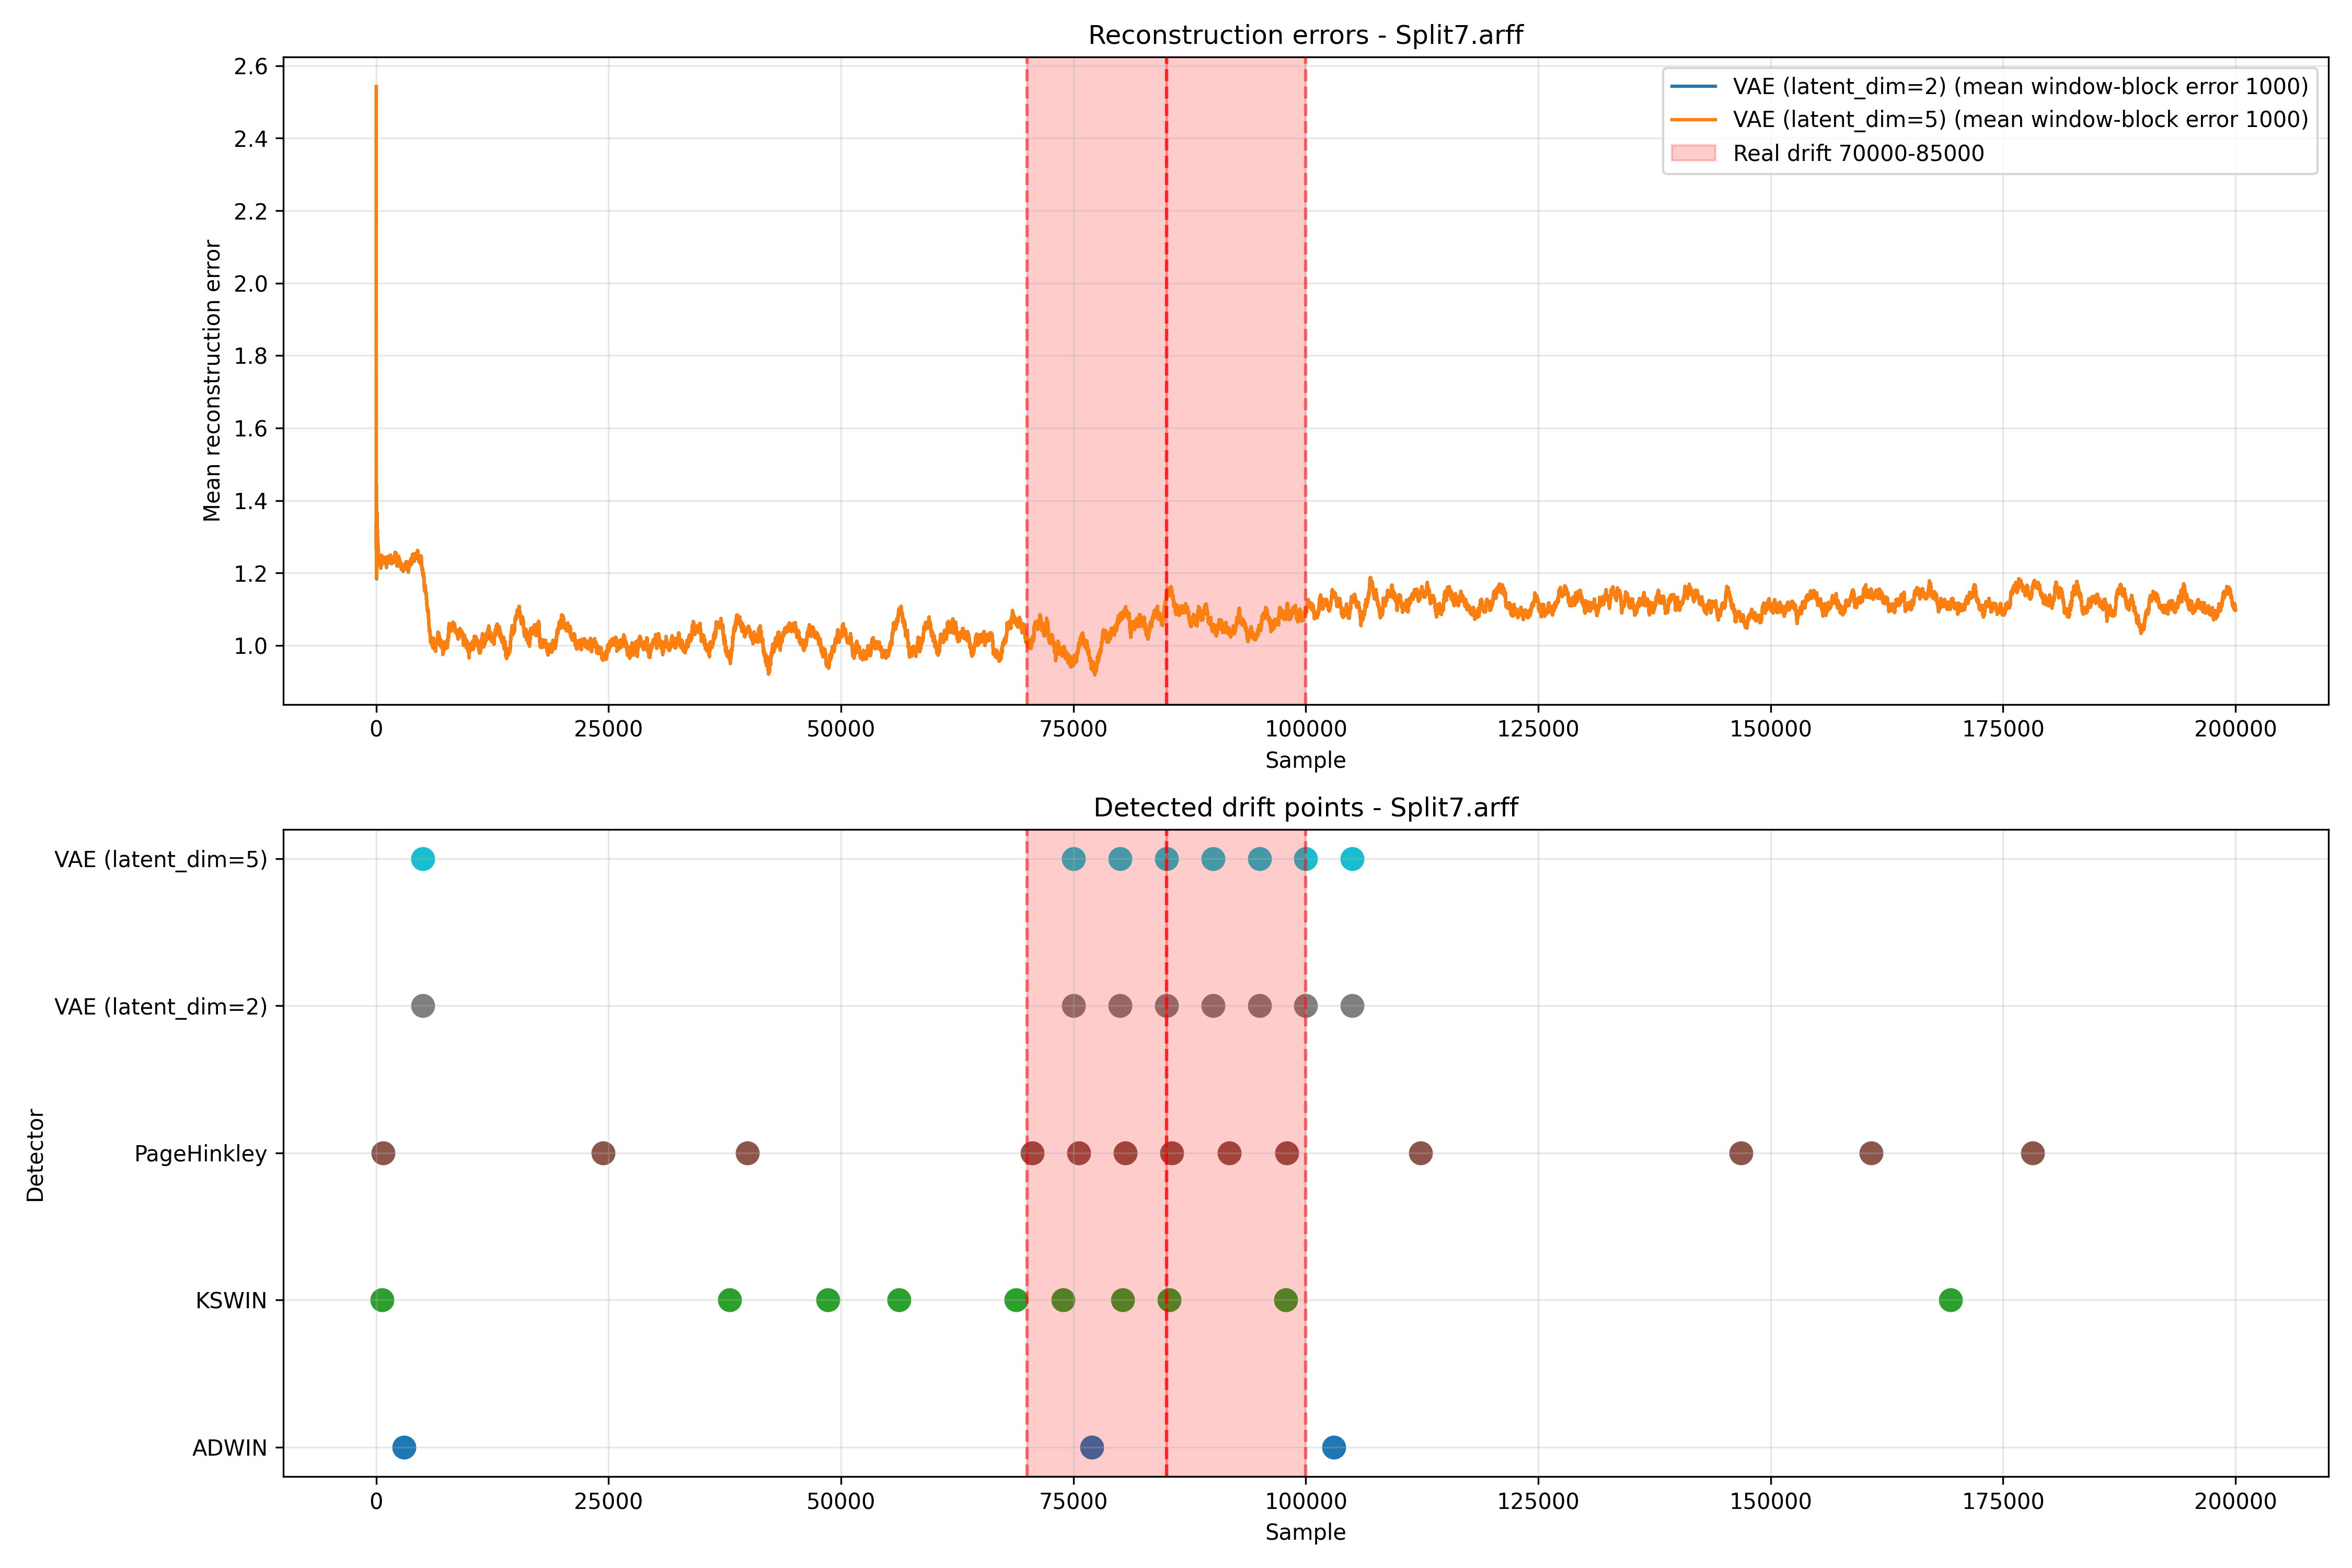 Reconstruction errors - Split7.arff
VAE (latent_dim=2) (mean window-block error 1000)
VAE (latent_dim=5) (mean window-block error 1000)
Real drift 70000-85000
Mean reconstruction error
2.6
2.4
2.2
2.0
1.8
1.6
1.4
1.2
1.0
0 25000 50000 75000 100000 125000 150000 175000 200000
Sample
Detected drift points - Split7.arff
Detector
VAE (latent_dim=5)
VAE (latent_dim=2)
PageHinkley
KSWIN
ADWIN
0 25000 50000 75000 100000 125000 150000 175000 200000
Sample